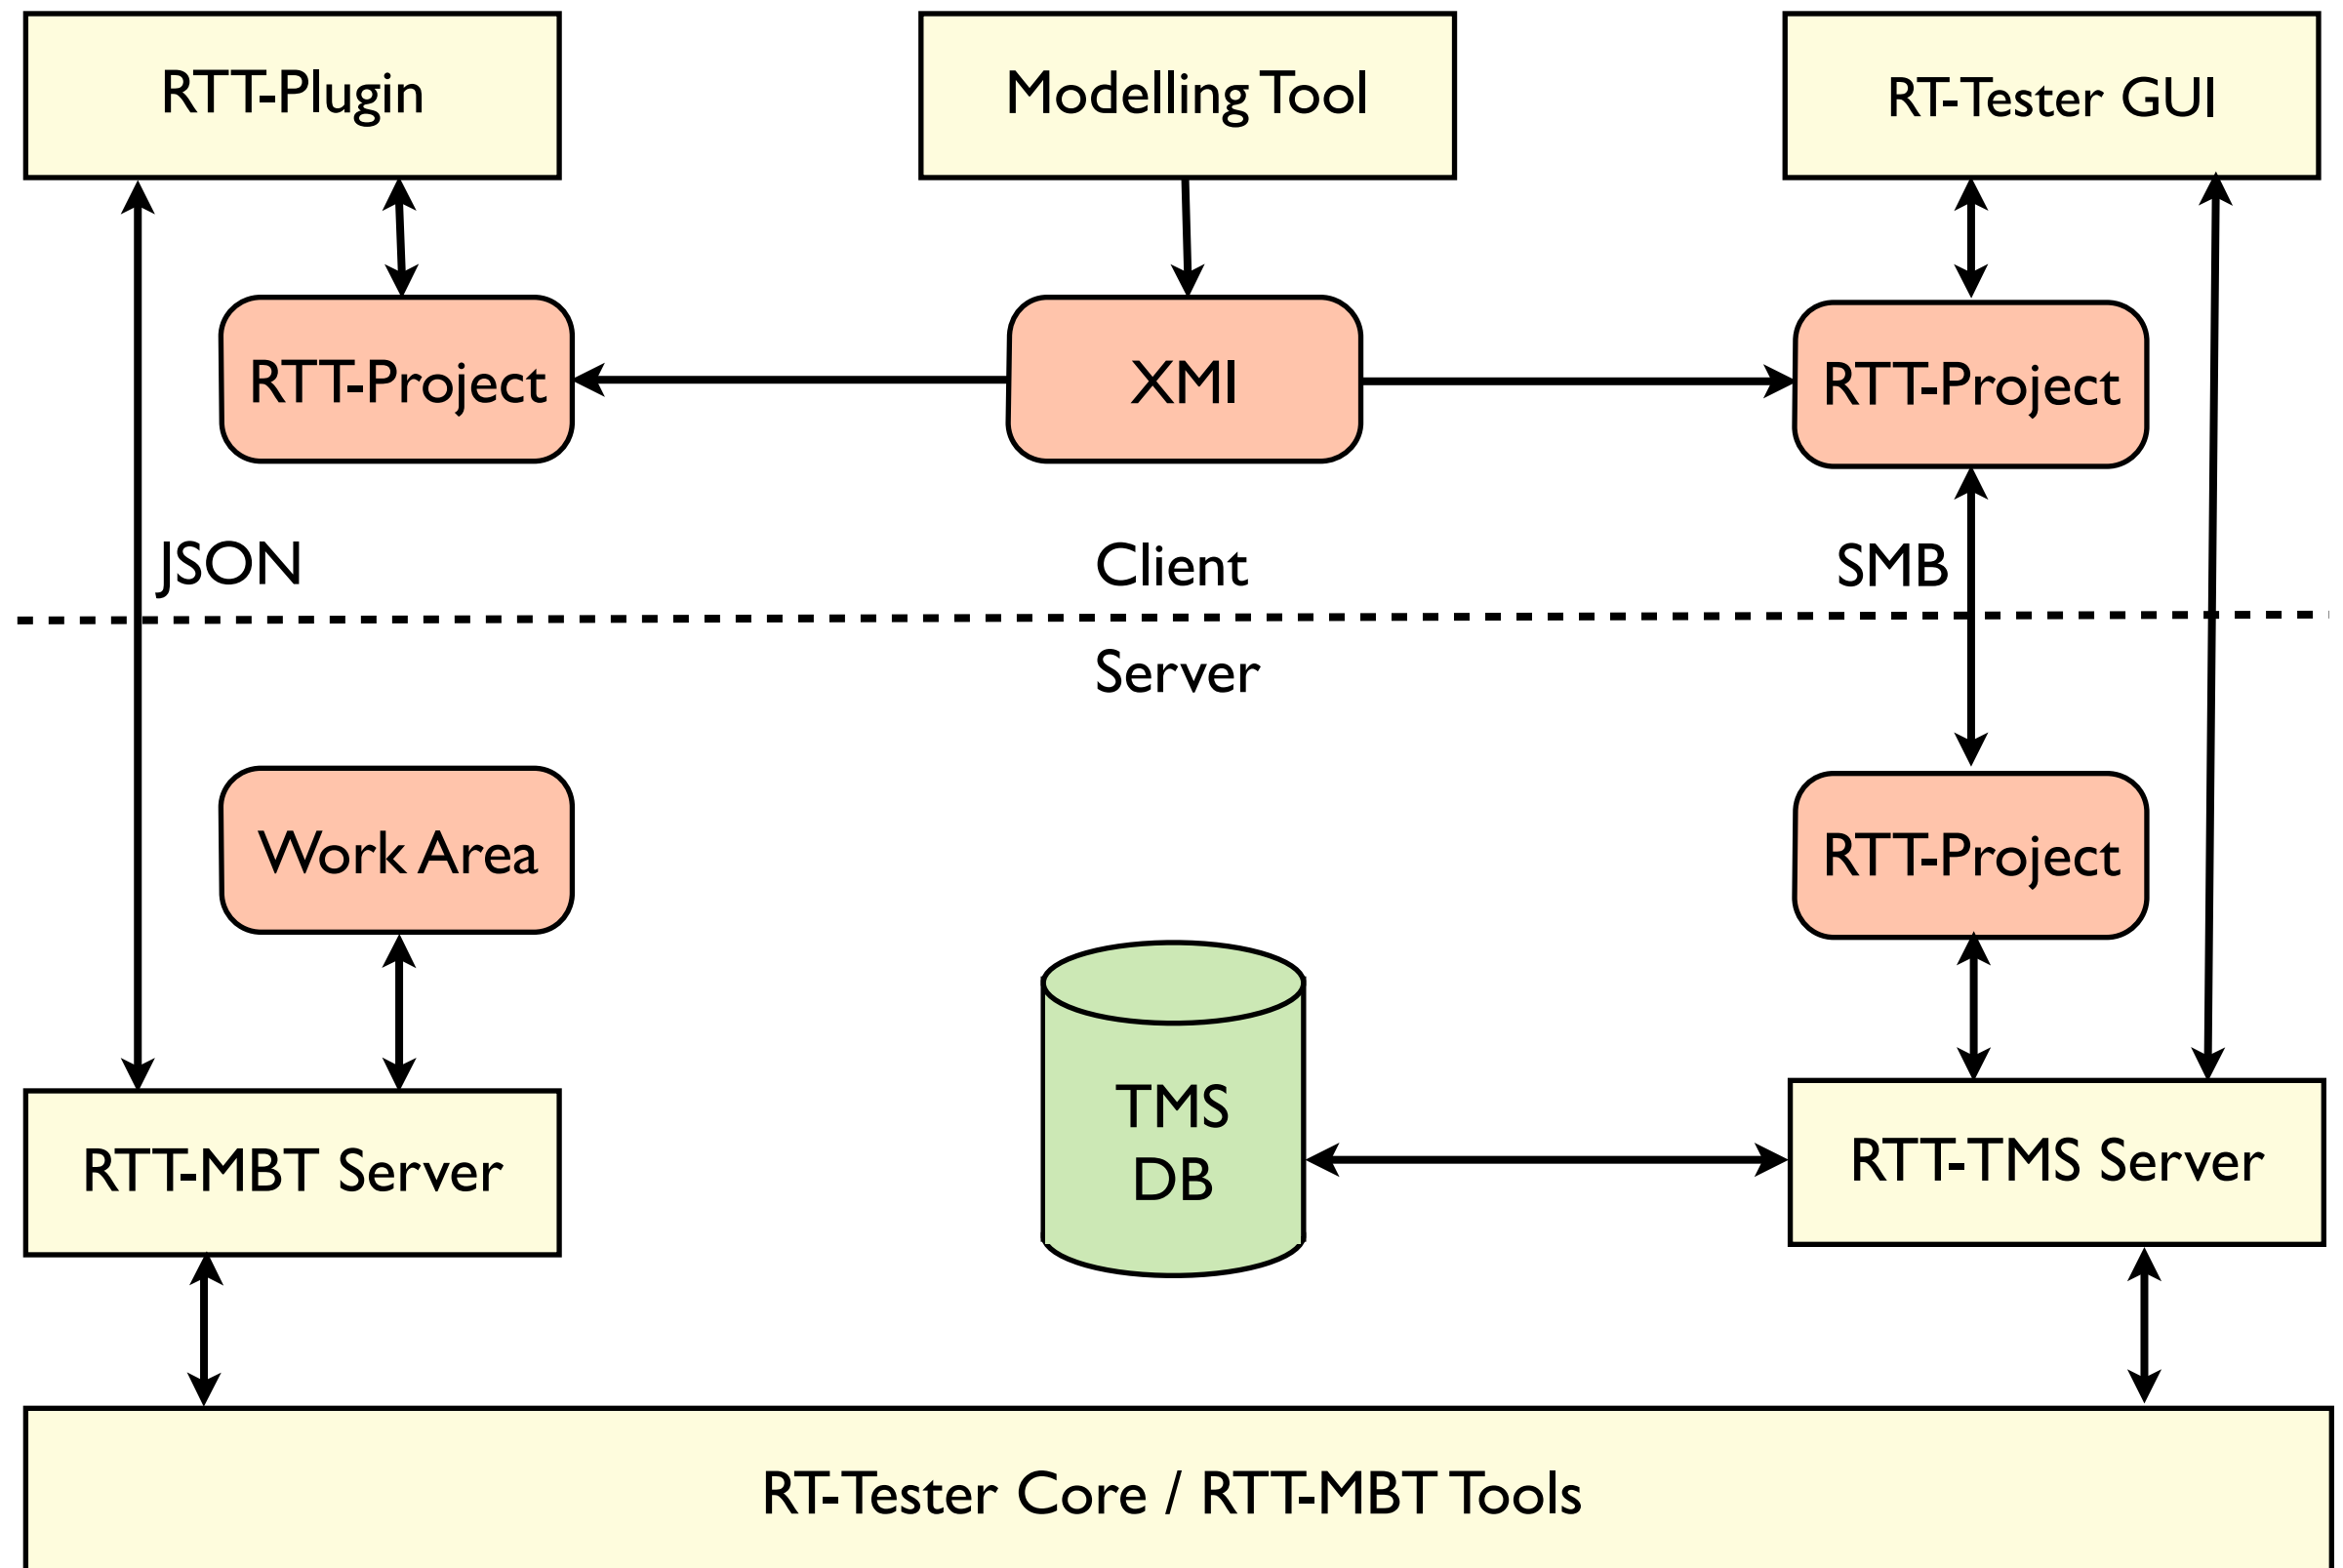 RTT-Plugin
Modelling Tool
RT-Tester GUI
RTT-Project
XMI
RTT-Project
JSON
Client
SMB
Server
Work Area
RTT-Project
TMS
DB
RTT-MBT Server
RTT-TMS Server
RT-Tester Core / RTT-MBT Tools